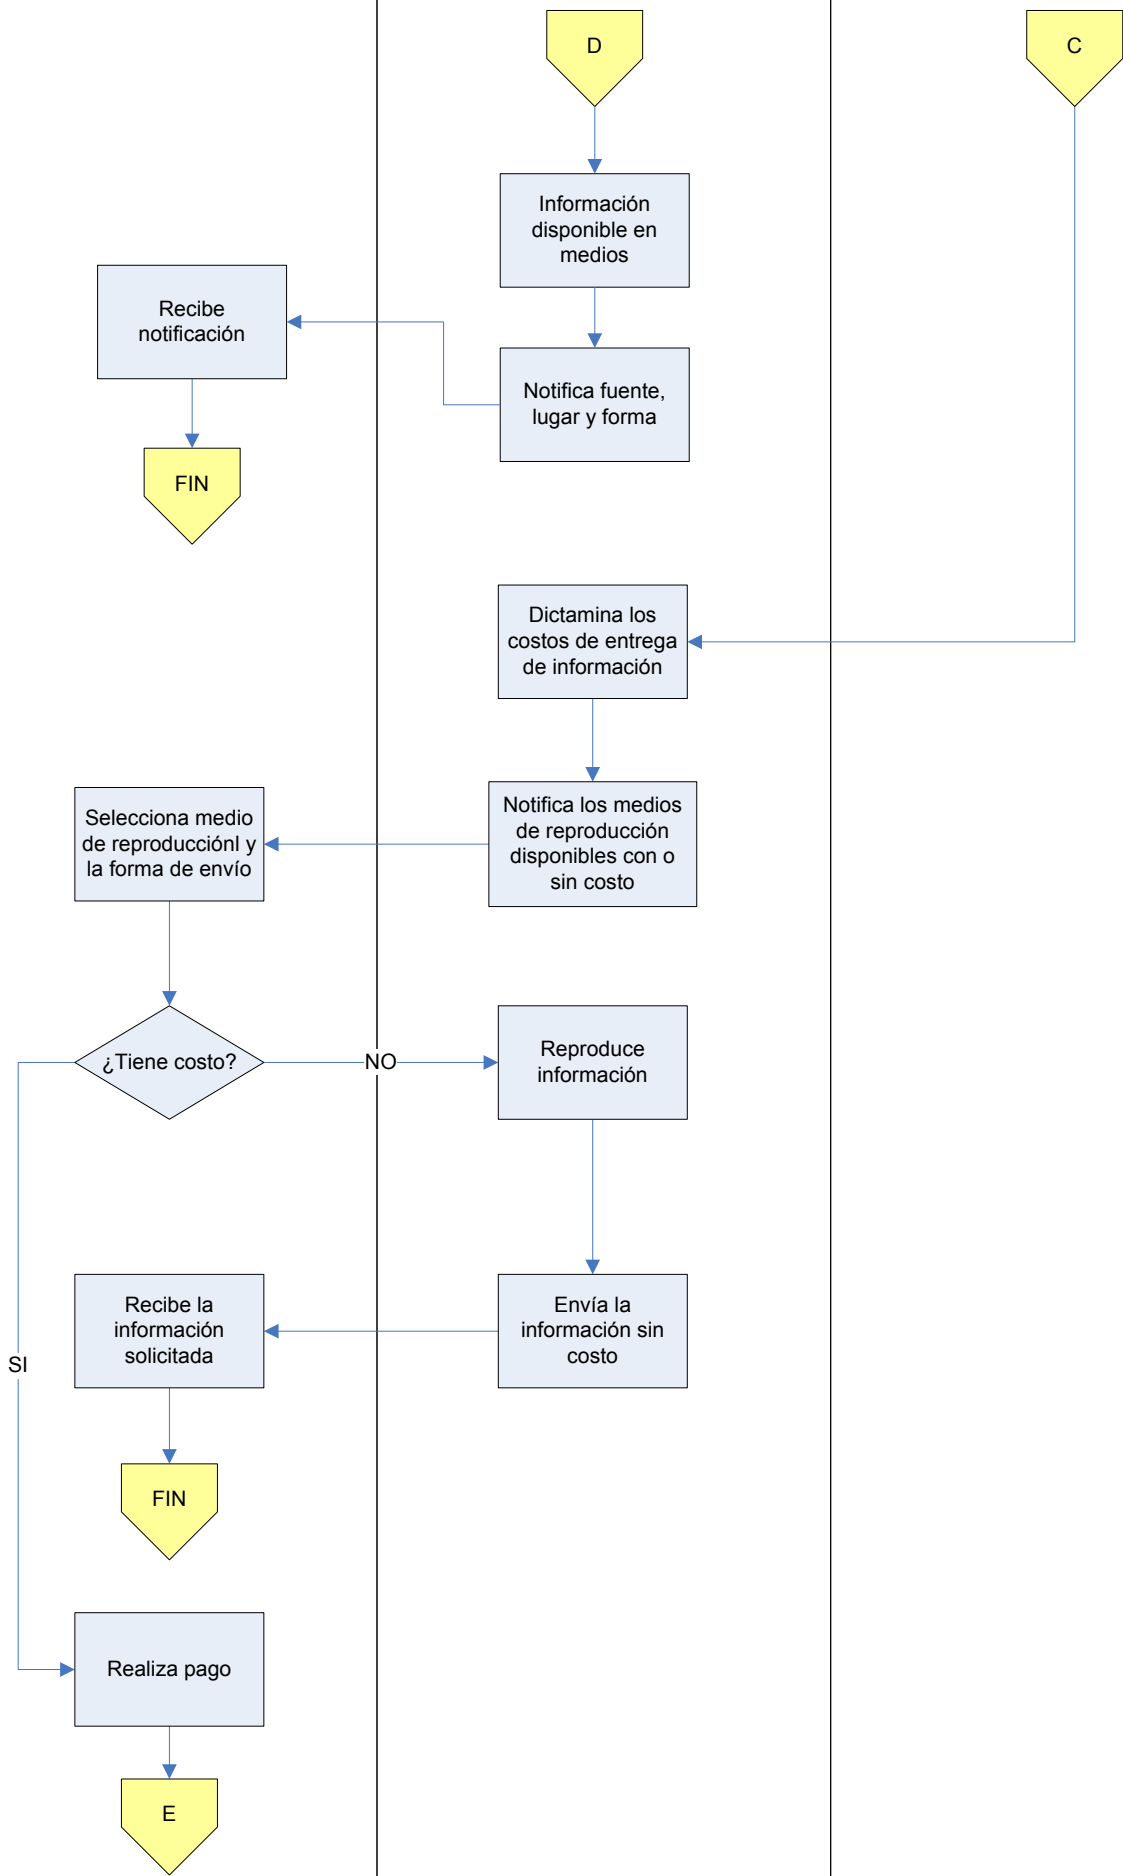 D
C
Información
disponible en
medios
Recibe
notificación
Notifica fuente,
lugar y forma
FIN
Dictamina los
costos de entrega
de información
Notifica los medios
de reproducción
disponibles con o
sin costo
Selecciona medio
de reproducciónl y
la forma de envío
¿Tiene costo?
NO
Reproduce
información
Envía la
información sin
costo
Recibe la
información
solicitada
SI
FIN
Realiza pago
E